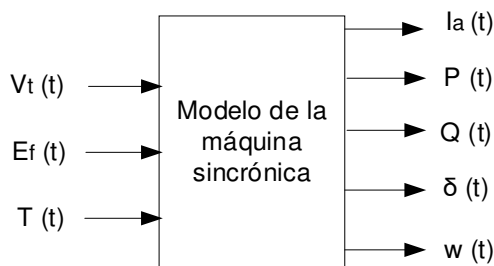 Vt (t)
Ef (t)
T (t)
Modelo de la
máquina
sincrónica
Ia (t)
P (t)
Q (t)
δ (t)
w (t)